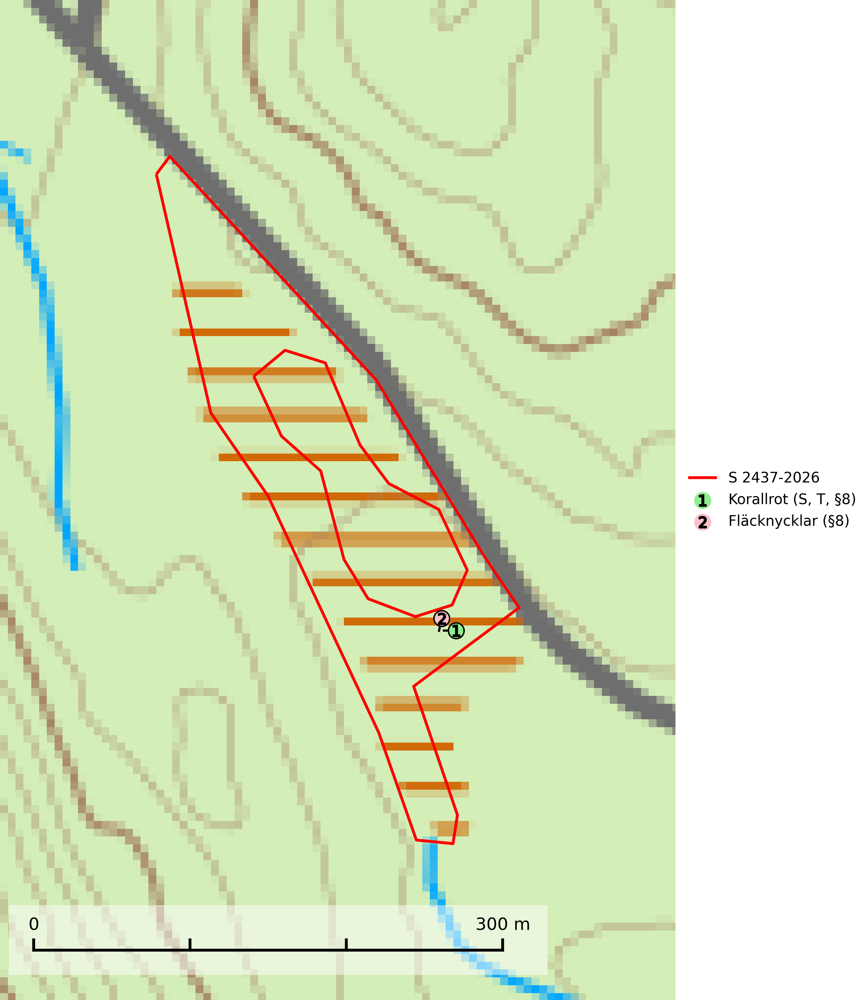 S 2437-2026
1 Korallrot (S, T, §8)
2 Fläcknycklar (§8)
2
1
0 300 m